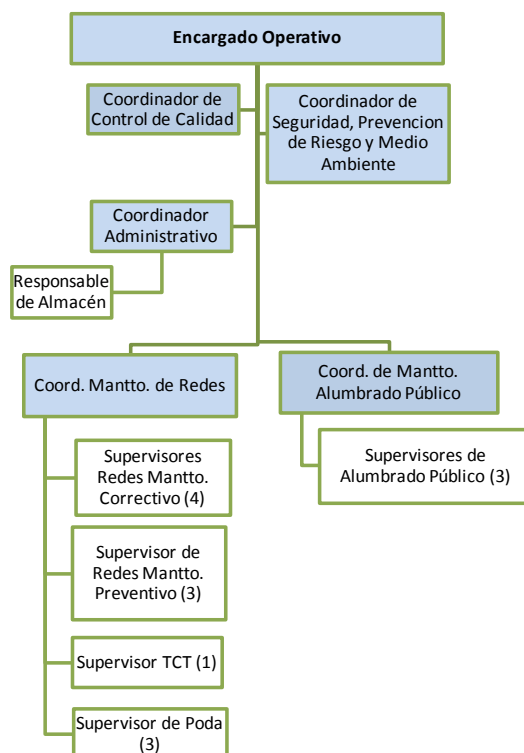 Encargado Operativo
Coordinador de
Control de Calidad
Coordinador de
Seguridad, Prevencion
de Riesgo y Medio
Ambiente
Coordinador
Administrativo
Responsable
de Almacén
Coord. Mantto. de Redes
Coord. de Mantto.
Alumbrado Público
Supervisores
Redes Mantto.
Correctivo (4)
Supervisores de
Alumbrado Público (3)
Supervisor de
Redes Mantto.
Preventivo (3)
Supervisor TCT (1)
Supervisor de Poda
(3)